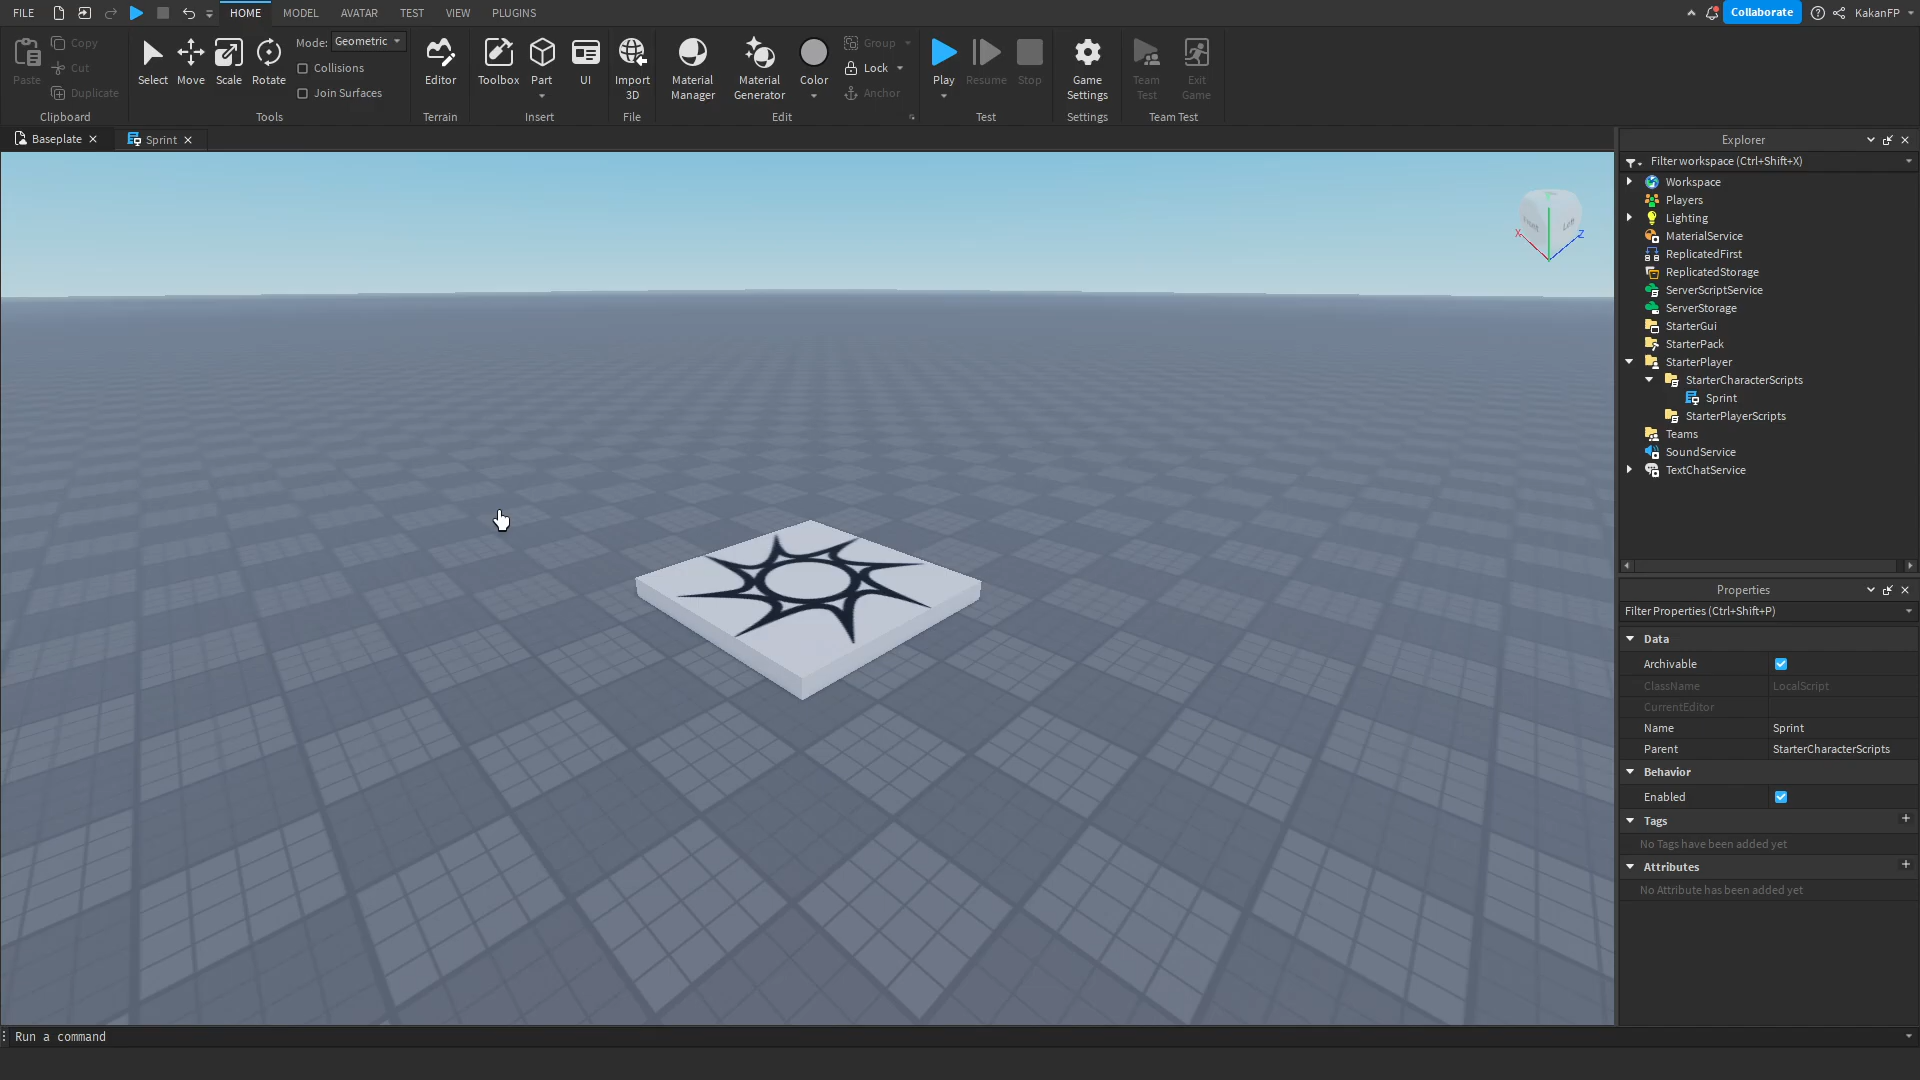 FILE HOME MODEL AVATAR TEST VIEW PLUGINS Collaborate KakanFP
Paste Copy Cut Duplicate
Clipboard
Select Move Scale Rotate
Mode: Geometric
Collisions
Join Surfaces
Tools
Editor
Terrain
Toolbox Part UI
Insert
Import 3D
File
Material Manager
Material Generator
Color
Group
Lock
Anchor
Edit
Play Resume Stop
Test
Game Settings
Settings
Team Test
Exit Game
Team Test
Baseplate Sprint
Explorer
Filter workspace (Ctrl+Shift+X)
Workspace
Players
Lighting
MaterialService
ReplicatedFirst
ReplicatedStorage
ServerScriptService
ServerStorage
StarterGui
StarterPack
StarterPlayer
StarterCharacterScripts
Sprint
StarterPlayerScripts
Teams
SoundService
TextChatService
X Z
Left
Properties
Filter Properties (Ctrl+Shift+P)
Data
Archivable
ClassName LocalScript
CurrentEditor
Name Sprint
Parent StarterCharacterScripts
Behavior
Enabled
Tags
No Tags have been added yet
Attributes
No Attribute has been added yet
Run a command